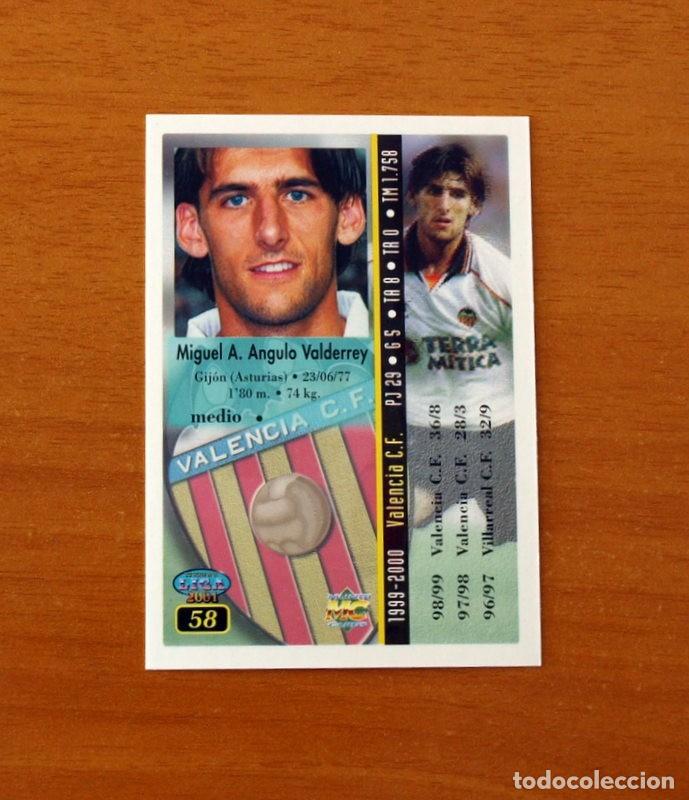 Miguel A. Angulo Valderrey
Gijón (Asturias) • 23/06/77
1'80 m. • 74 kg.
medio •
VALENCIA C.F.
LIGA
2001
58
MC
1999-2000 Valencia C.F. PJ 29 • G 5 • TA 8 • TR 0 • TM 1.758
TERRA
MITICA
98/99 Valencia C.F. 36/8
97/98 Valencia C.F. 28/3
96/97 Villarreal C.F. 32/9
todocoleccion